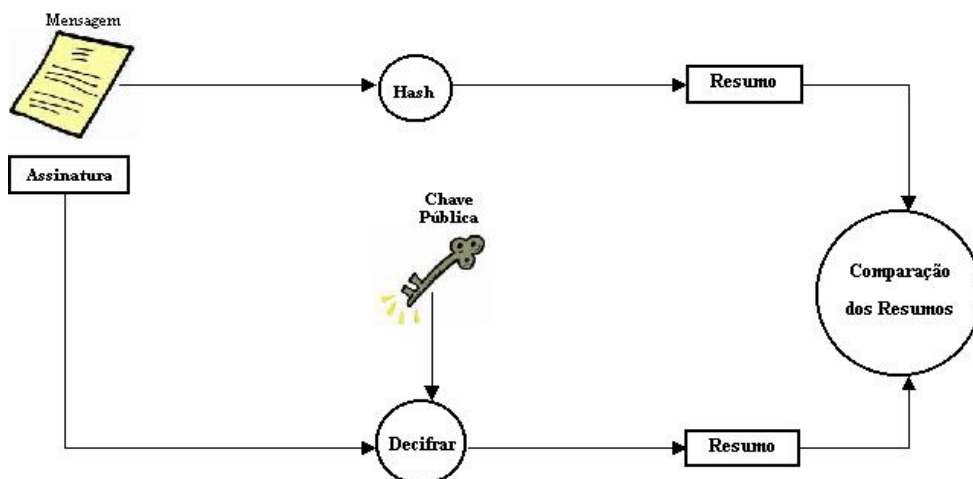 Mensagem
Hash
Resumo
Assinatura
Chave
Pública
Comparação
dos Resumos
Decifrar
Resumo